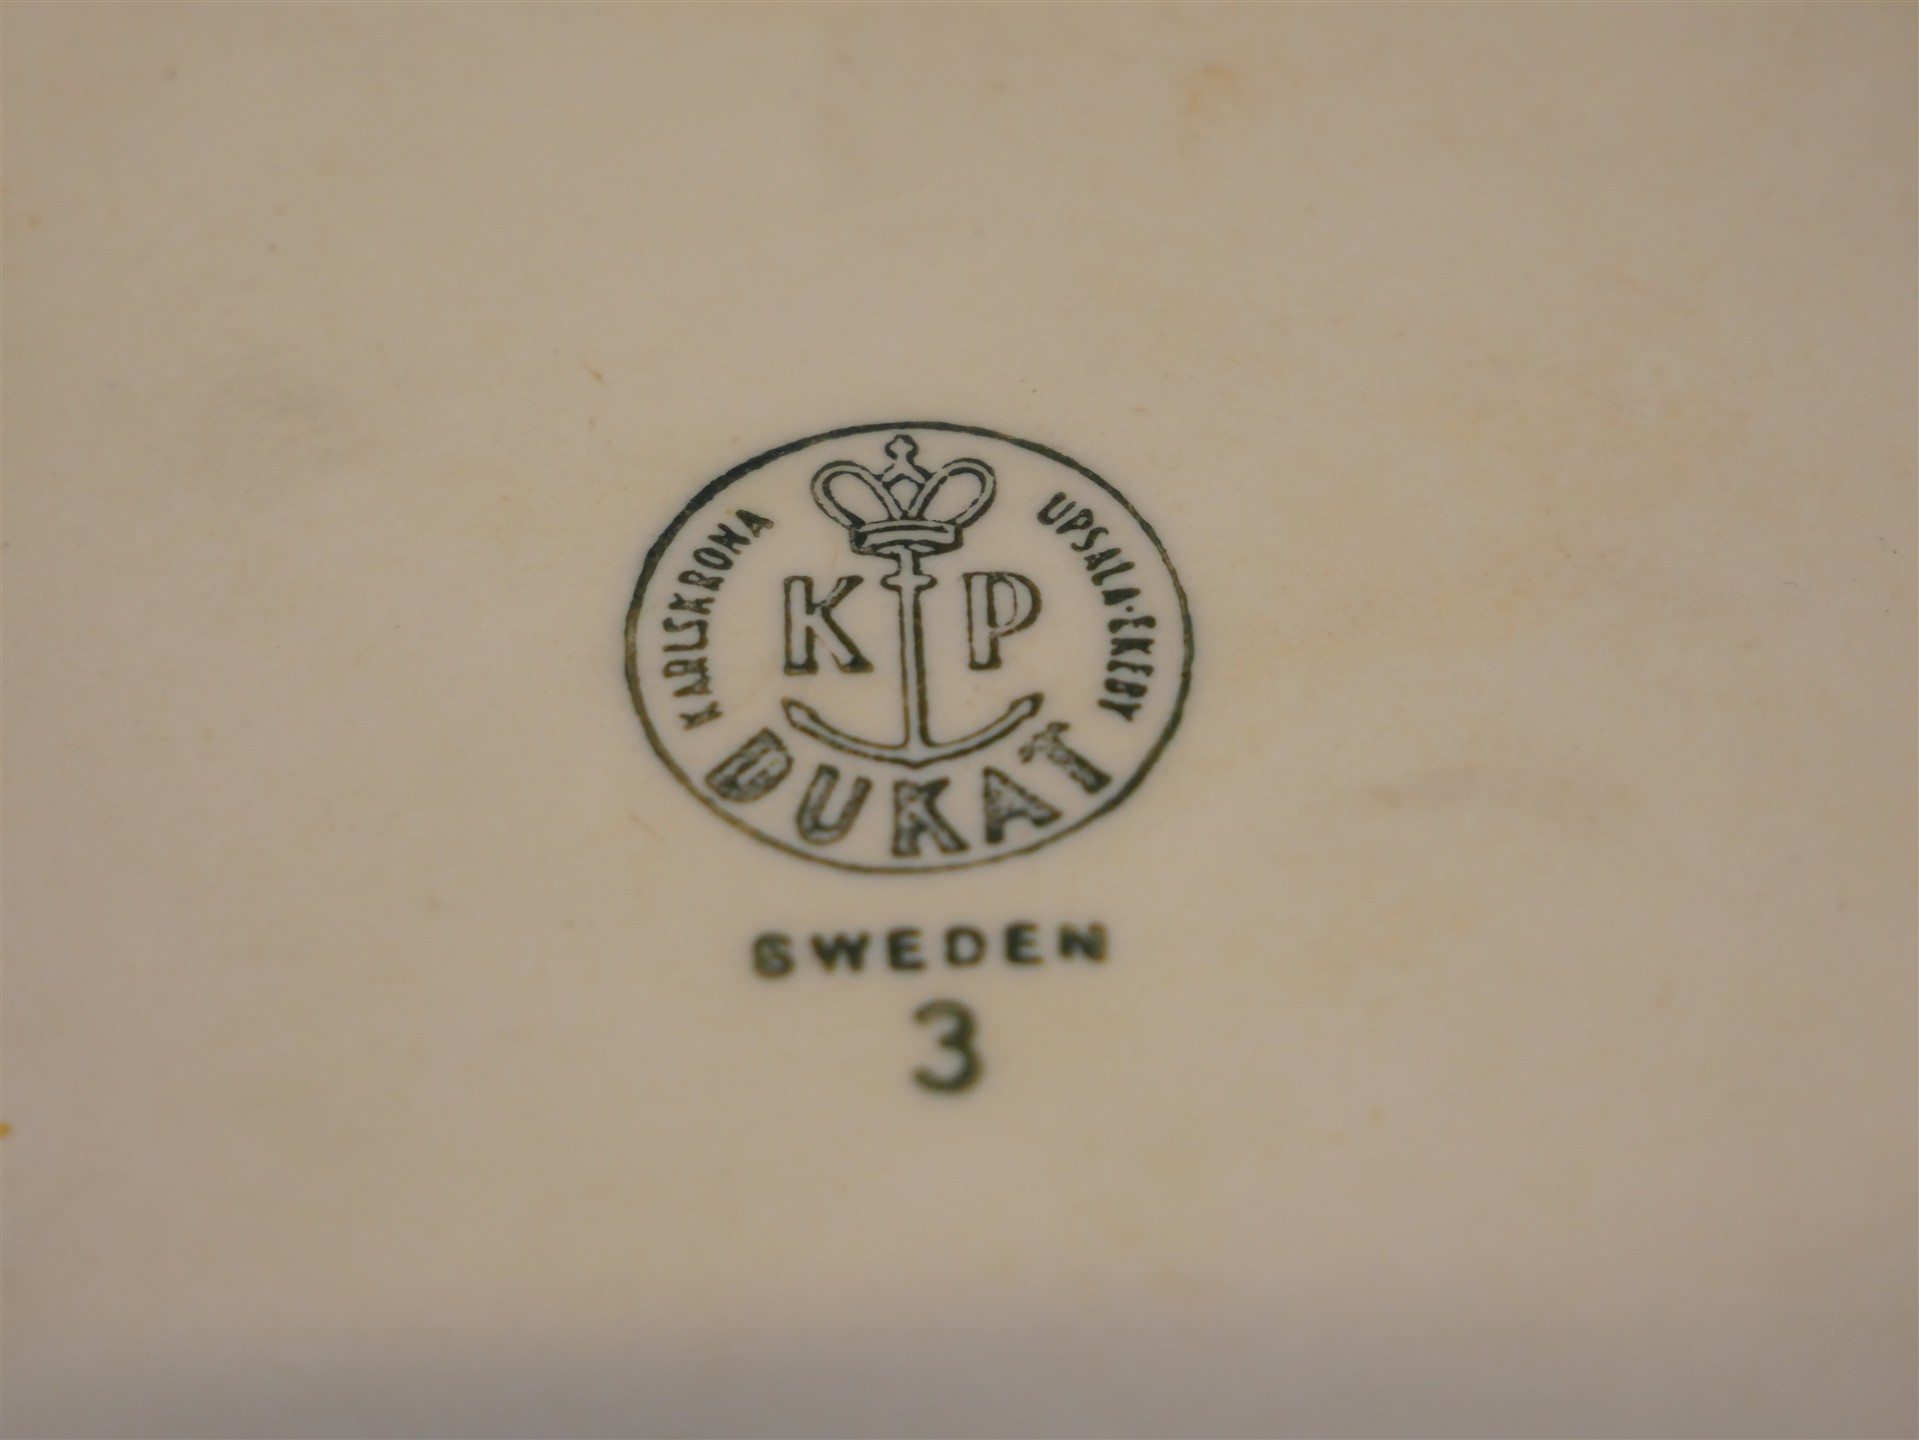 KARLSKRONA
UPSALA-EKEBY
K P
DUKAT
SWEDEN
3